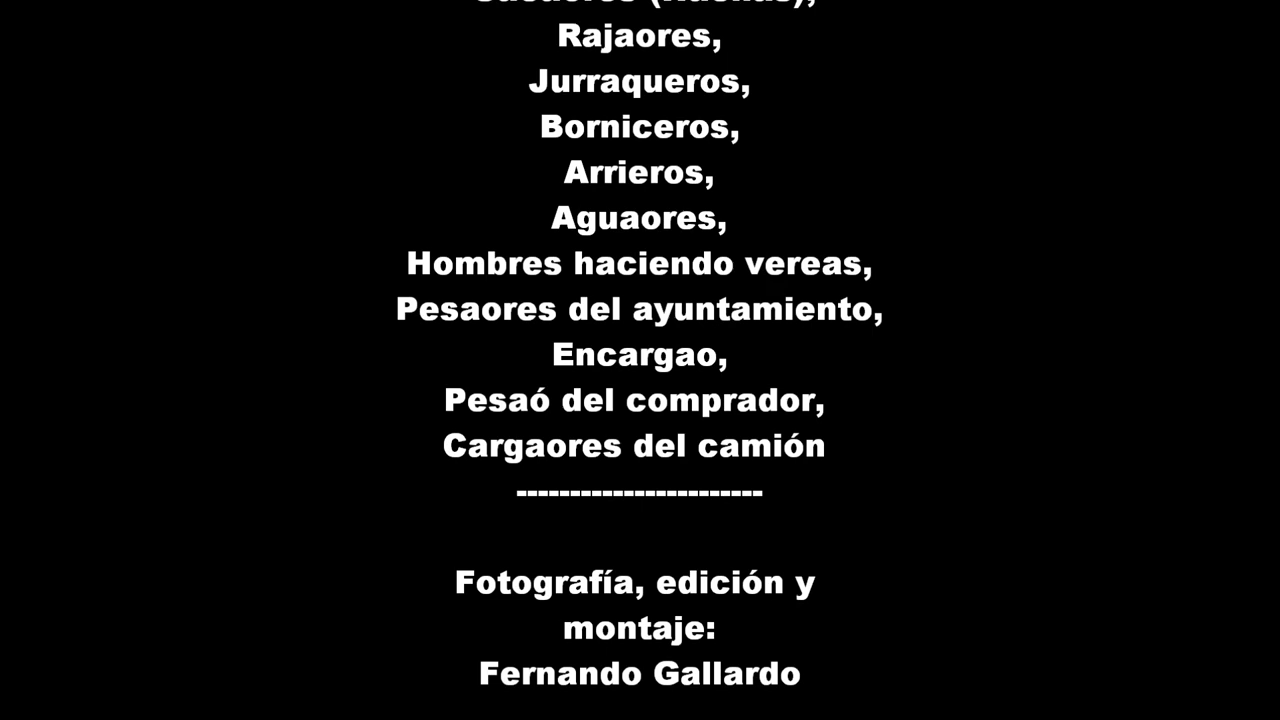 Rajaores,
Jurraqueros,
Borniceros,
Arrieros,
Aguaores,
Hombres haciendo vereas,
Pesaores del ayuntamiento,
Encargao,
Pesaó del comprador,
Cargaores del camión
-----------------------
Fotografía, edición y
montaje:
Fernando Gallardo